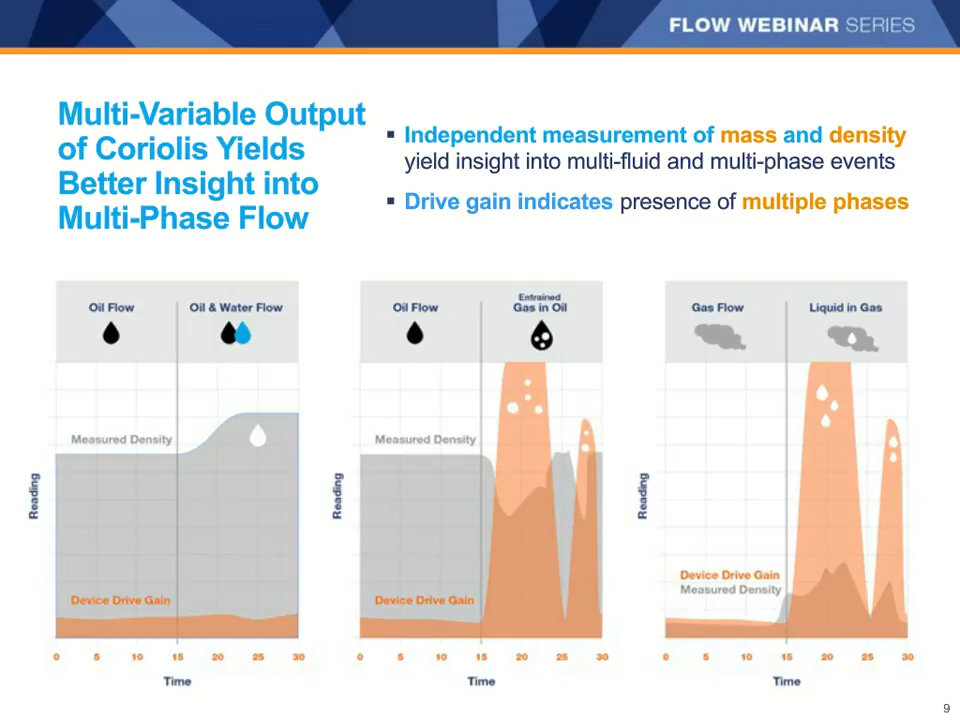 FLOW WEBINAR SERIES
Multi-Variable Output
of Coriolis Yields
Better Insight into
Multi-Phase Flow
▪ Independent measurement of mass and density
yield insight into multi-fluid and multi-phase events
▪ Drive gain indicates presence of multiple phases
Oil Flow
Oil & Water Flow
Measured Density
Reading
Device Drive Gain
0 5 10 15 20 25 30
Time
Oil Flow
Entrained
Gas in Oil
Measured Density
Reading
Device Drive Gain
0 5 10 15 20 25 30
Time
Gas Flow
Liquid in Gas
Reading
Device Drive Gain
Measured Density
0 5 10 15 20 25 30
Time
9